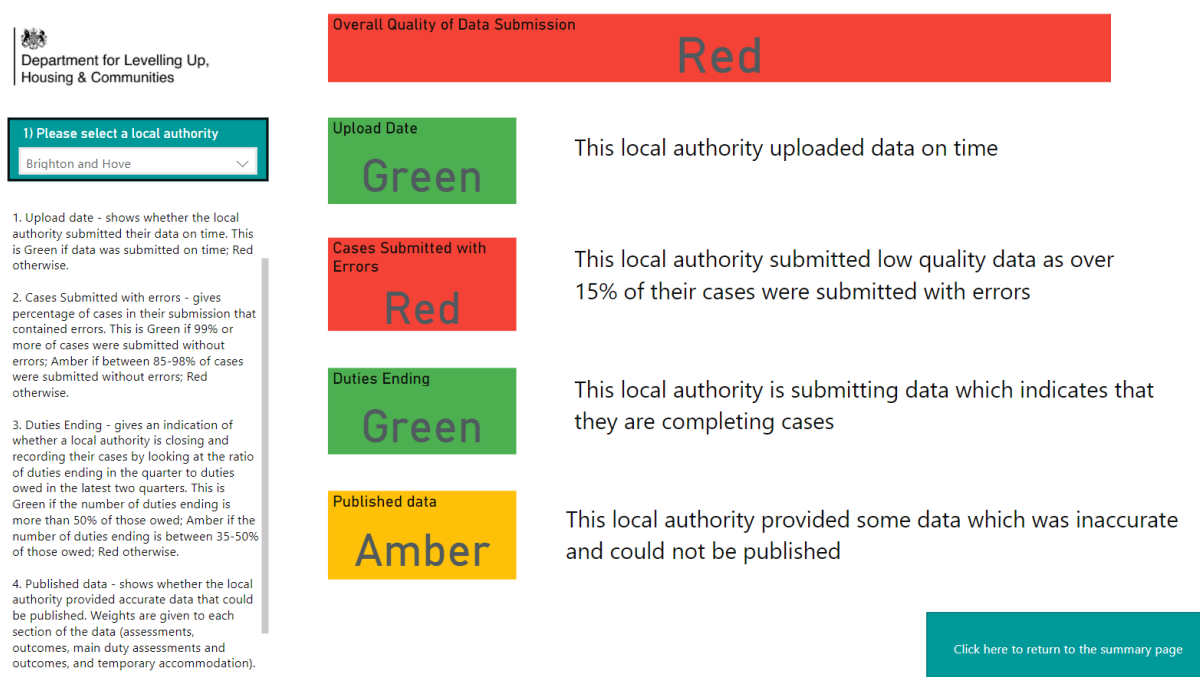 Department for Levelling Up,
Housing & Communities
1) Please select a local authority
Brighton and Hove
1. Upload date - shows whether the local
authority submitted their data on time. This
is Green if data was submitted on time; Red
otherwise.
2. Cases Submitted with errors - gives
percentage of cases in their submission that
contained errors. This is Green if 99% or
more of cases were submitted without
errors; Amber if between 85-98% of cases
were submitted without errors; Red
otherwise.
3. Duties Ending - gives an indication of
whether a local authority is closing and
recording their cases by looking at the ratio
of duties ending in the quarter to duties
owed in the latest two quarters. This is
Green if the number of duties ending is
more than 50% of those owed; Amber if the
number of duties ending is between 35-50%
of those owed; Red otherwise.
4. Published data - shows whether the local
authority provided accurate data that could
be published. Weights are given to each
section of the data (assessments,
outcomes, main duty assessments and
outcomes, and temporary accommodation).
Overall Quality of Data Submission
Red
Upload Date
Green
This local authority uploaded data on time
Cases Submitted with
Errors
Red
This local authority submitted low quality data as over
15% of their cases were submitted with errors
Duties Ending
Green
This local authority is submitting data which indicates that
they are completing cases
Published data
Amber
This local authority provided some data which was inaccurate
and could not be published
Click here to return to the summary page